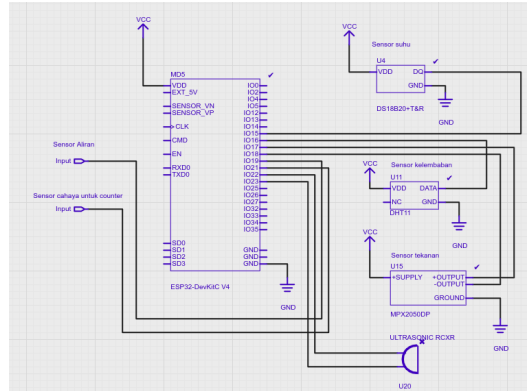 VCC
MD5
VDD
EXT_5V
SENSOR_VN
SENSOR_VP
CLK
CMD
EN
RXD0
TXD0
SD0
SD1
SD2
SD3
IO0
IO2
IO4
IO5
IO12
IO13
IO14
IO15
IO16
IO17
IO18
IO19
IO21
IO22
IO23
IO25
IO26
IO27
IO32
IO33
IO34
IO35
GND
GND
GND
ESP32-DevKitC V4
GND
Sensor Aliran
Input
Sensor cahaya untuk counter
Input
VCC
Sensor suhu
U4
VDD
DQ
GND
DS18B20+T&R
GND
VCC
Sensor kelembaban
U11
VDD
DATA
NC
GND
DHT11
GND
VCC
Sensor tekanan
U15
+SUPPLY
+OUTPUT
-OUTPUT
GROUND
MPX2050DP
GND
ULTRASONIC RCXR
U20